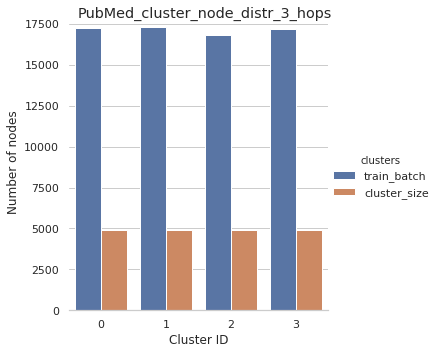 PubMed_cluster_node_distr_3_hops
17500
15000
12500
10000
7500
5000
2500
0
Number of nodes
0 1 2 3
Cluster ID
clusters
train_batch
cluster_size